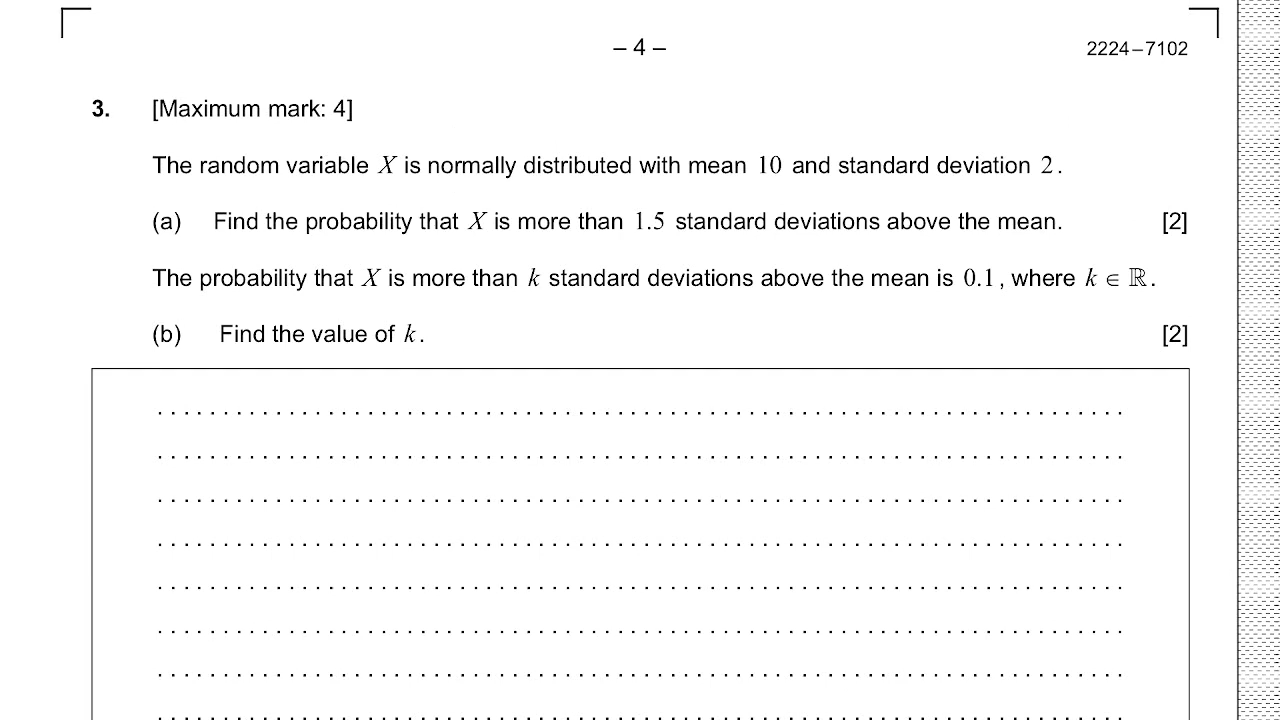 – 4 –
2224–7102
3. [Maximum mark: 4]
The random variable X is normally distributed with mean 10 and standard deviation 2.
(a) Find the probability that X is more than 1.5 standard deviations above the mean. [2]
The probability that X is more than k standard deviations above the mean is 0.1, where k ∈ ℝ.
(b) Find the value of k. [2]